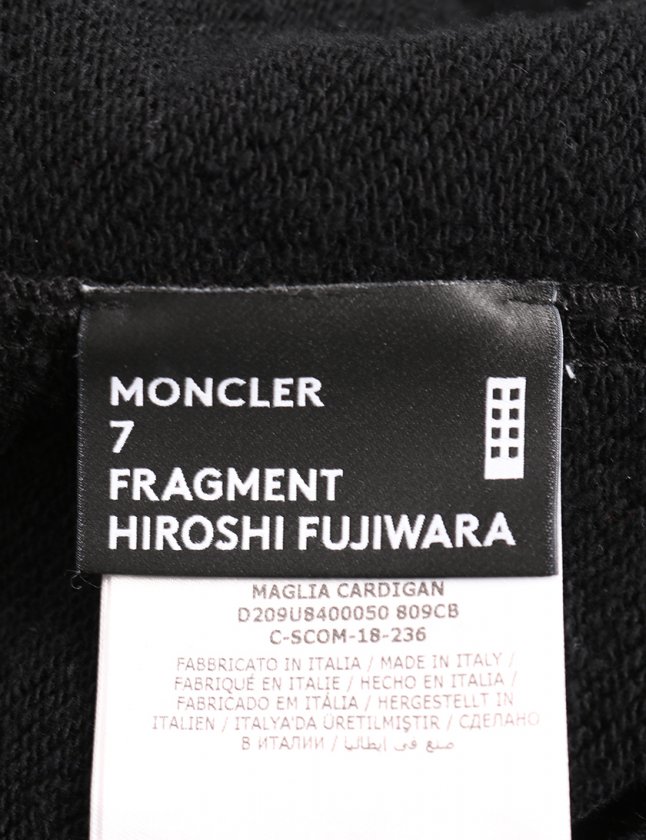 MONCLER
7
FRAGMENT
HIROSHI FUJIWARA
MAGLIA CARDIGAN
D209U8400050 809CB
C-SCOM-18-236
FABBRICATO IN ITALIA / MADE IN ITALY /
FABRIQUÉ EN ITALIE / HECHO EN ITALIA /
FABRICADO EM ITÁLIA / HERGESTELLT IN
ITALIEN / ITALYA'DA ÜRETILMIŞTIR / СДЕЛАНО
В ИТАЛИИ / صنع في إيطاليا